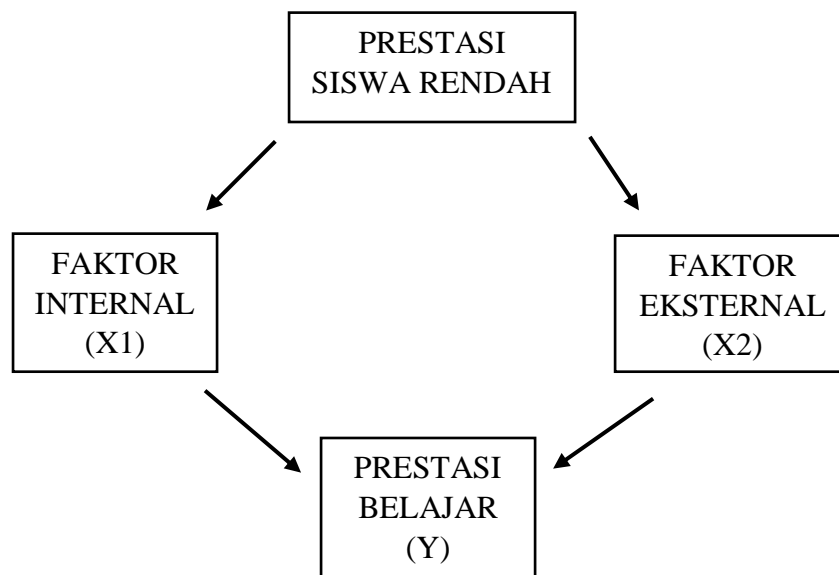 PRESTASI
SISWA RENDAH
FAKTOR
INTERNAL
(X1)
FAKTOR
EKSTERNAL
(X2)
PRESTASI
BELAJAR
(Y)